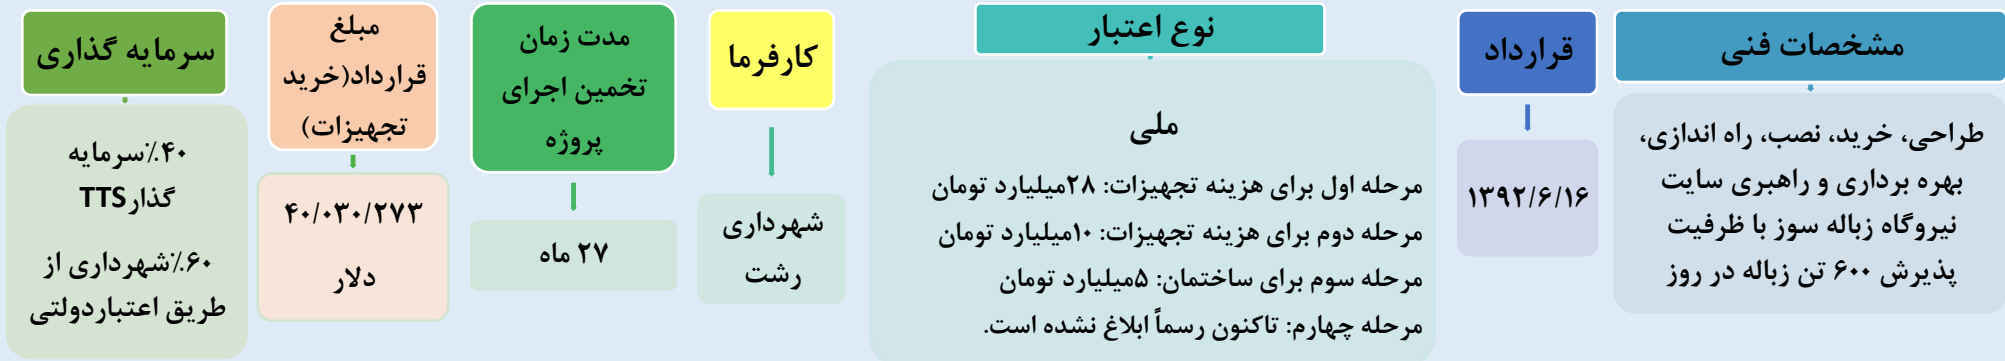 مشخصات فنی
طراحی، خرید، نصب، راه اندازی،
بهره برداری و راهبری سایت
نیروگاه زباله سوز با ظرفیت
پذیرش ۶۰۰ تن زباله در روز
قرارداد
۱۳۹۲/۶/۱۶
نوع اعتبار
ملی
مرحله اول برای هزینه تجهیزات: ۲۸میلیارد تومان
مرحله دوم برای هزینه تجهیزات: ۱۰میلیارد تومان
مرحله سوم برای ساختمان: ۵میلیارد تومان
مرحله چهارم: تاکنون رسماً ابلاغ نشده است.
کارفرما
شهرداری
رشت
مدت زمان
تخمین اجرای
پروژه
۲۷ ماه
مبلغ
قرارداد(خرید
تجهیزات)
۴۰/۰۳۰/۲۷۳
دلار
سرمایه گذاری
۴۰٪سرمایه
گذارTTS
۶۰٪شهرداری از
طریق اعتباردولتی